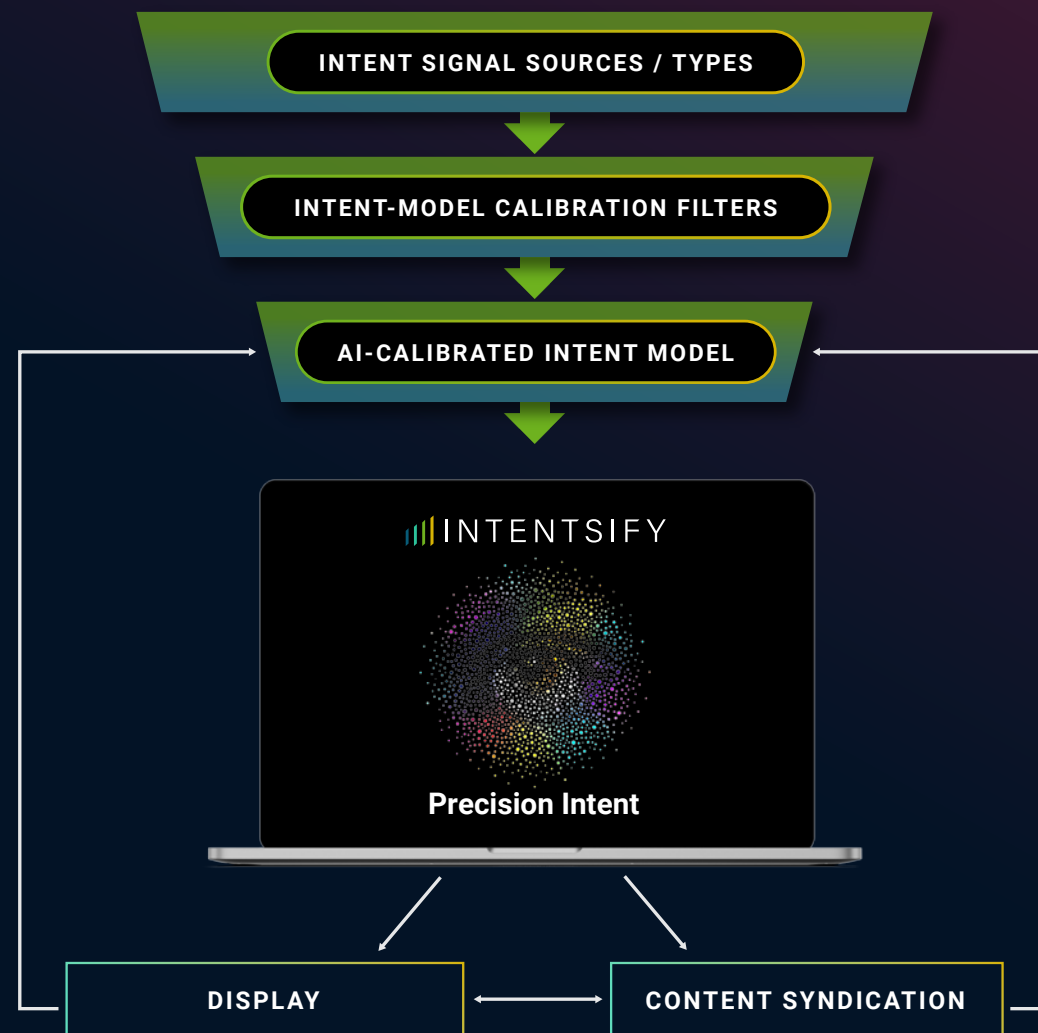 INTENT SIGNAL SOURCES / TYPES
INTENT-MODEL CALIBRATION FILTERS
AI-CALIBRATED INTENT MODEL
INTENTSIFY
Precision Intent
DISPLAY
CONTENT SYNDICATION